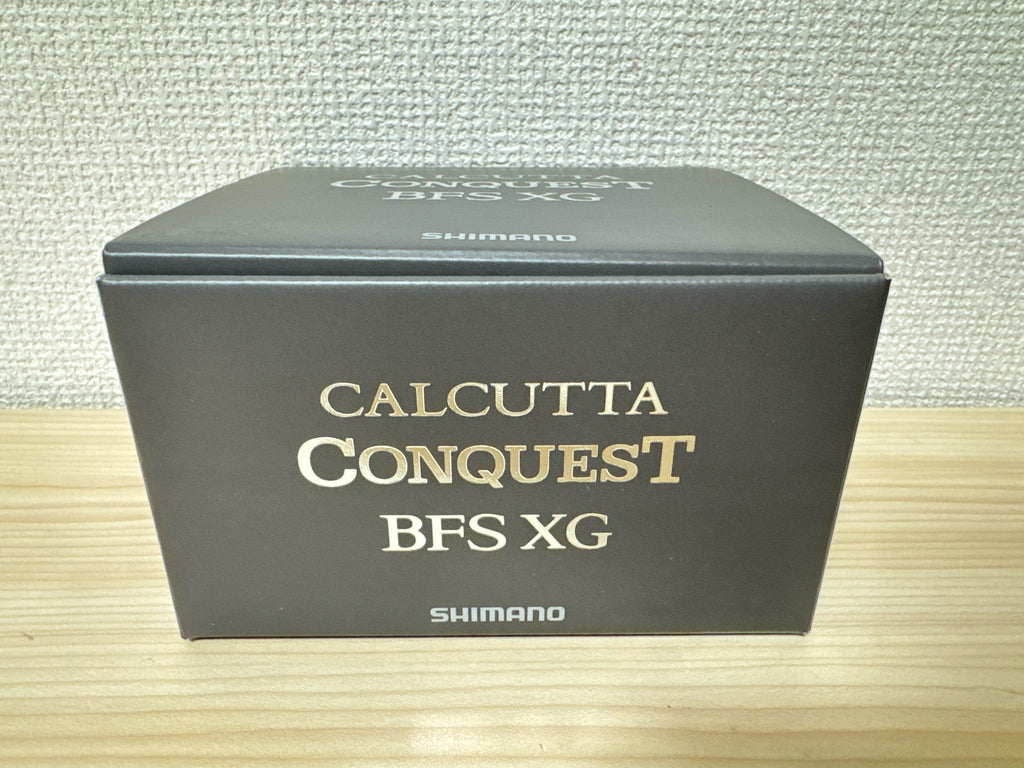 CALCUTTA
CONQUEST
BFS XG
SHIMANO
CALCUTTA
CONQUEST
BFS XG
SHIMANO